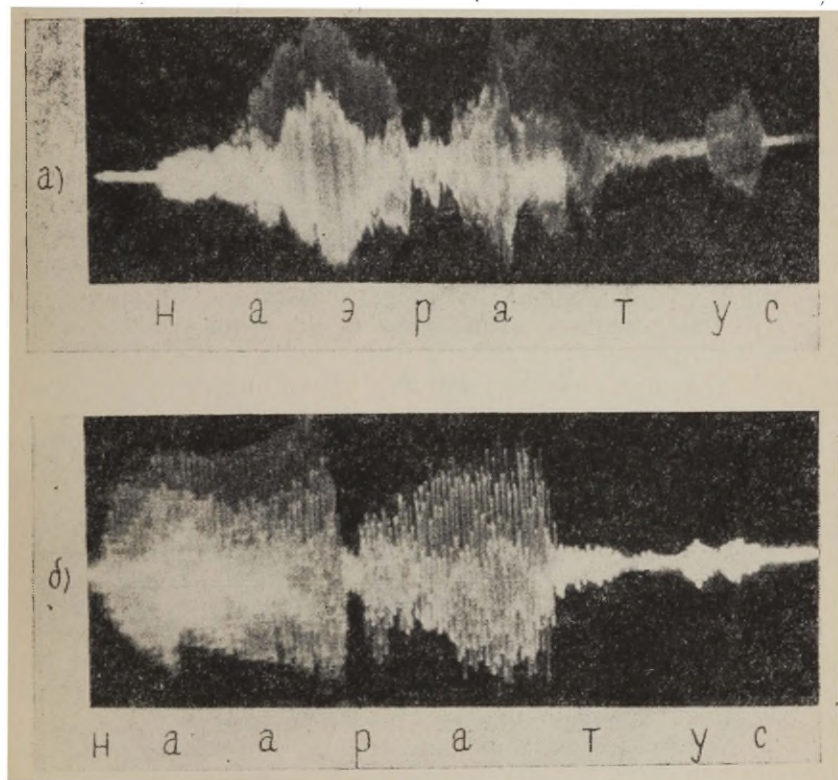 а)
н а э р а т у с
б)
н а а р а т у с